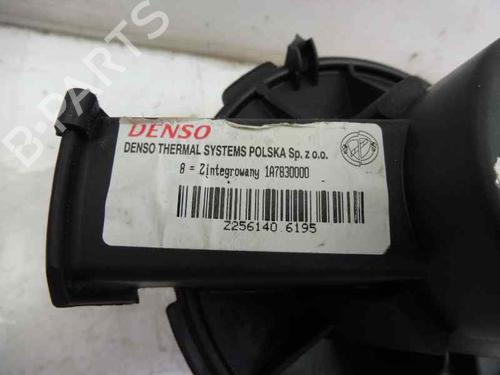 B-PARTS
DENSO
DENSO THERMAL SYSTEMS POLSKA Sp. z o.o.
8 = Zintegrowany 1A7830000
Z256140.6195